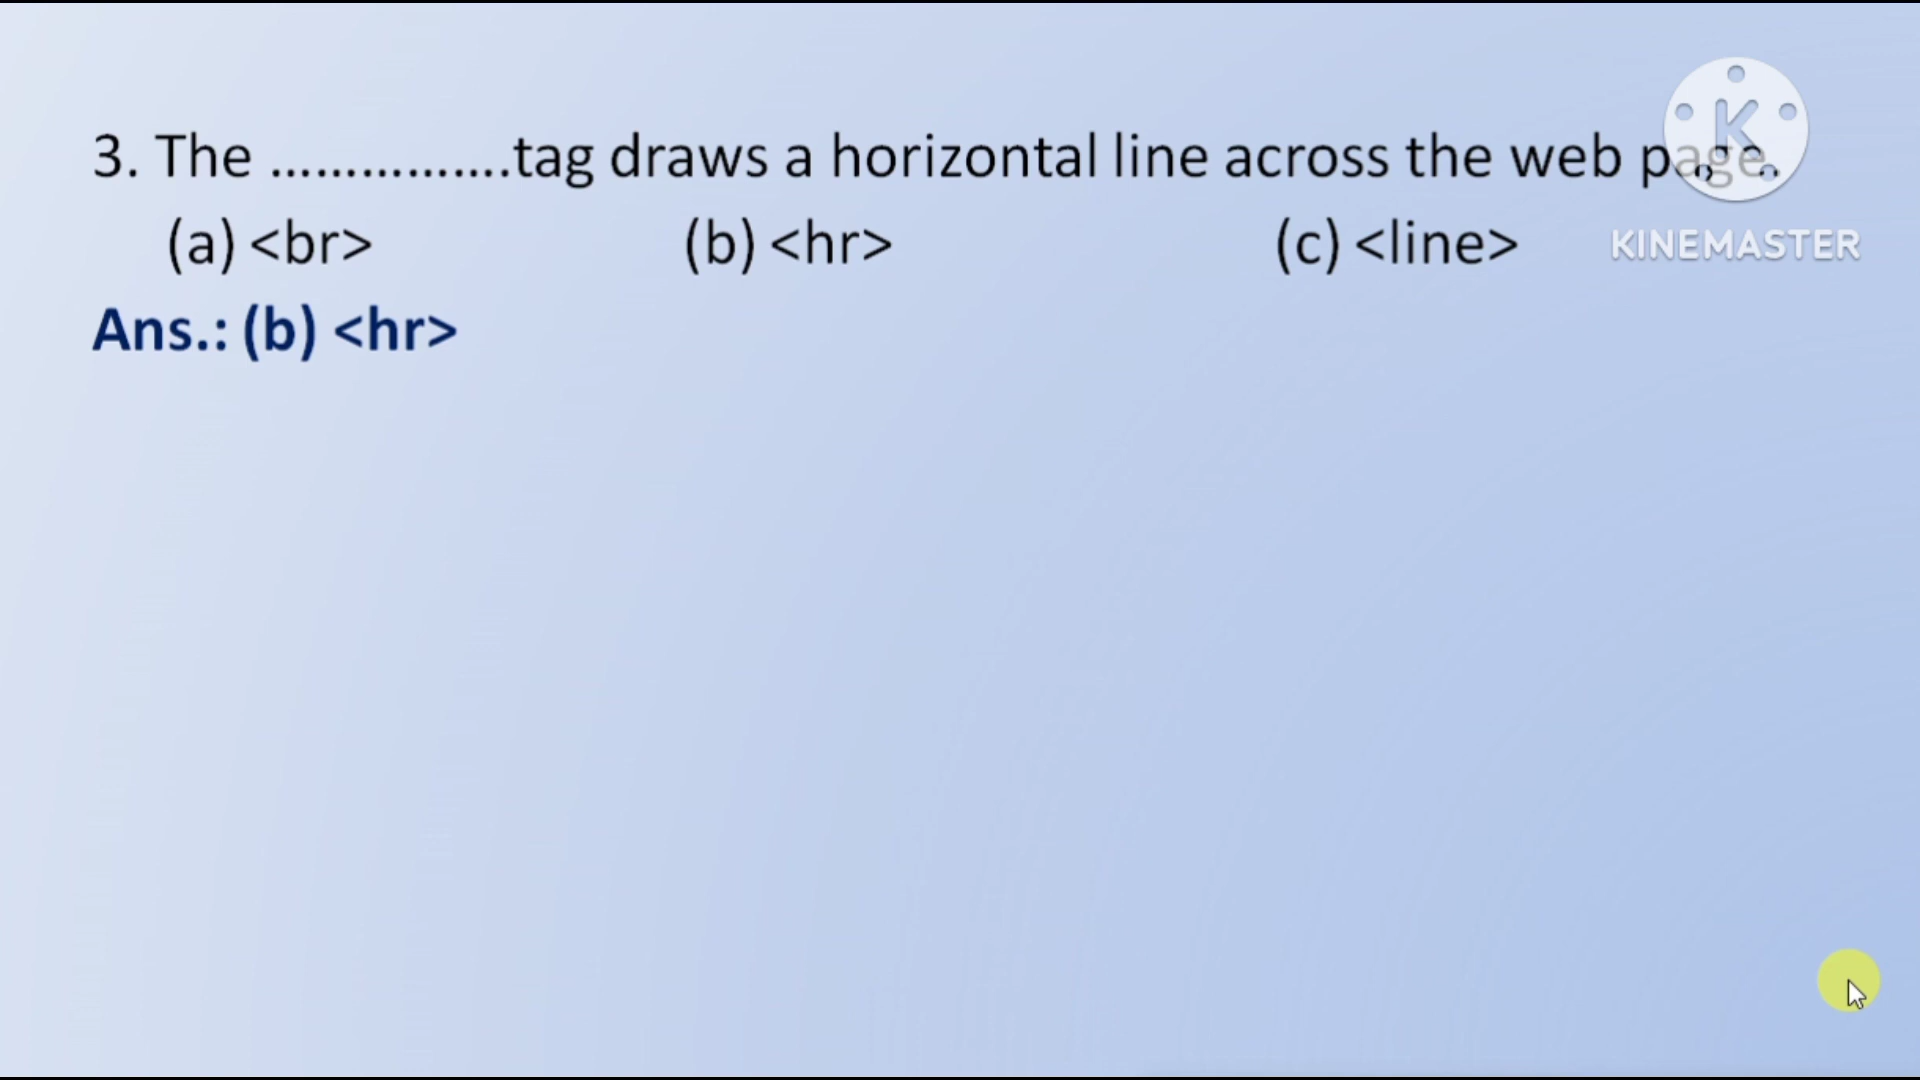 3. The ................tag draws a horizontal line across the web page.
(a) <br> (b) <hr> (c) <line>
KINEMASTER
Ans.: (b) <hr>